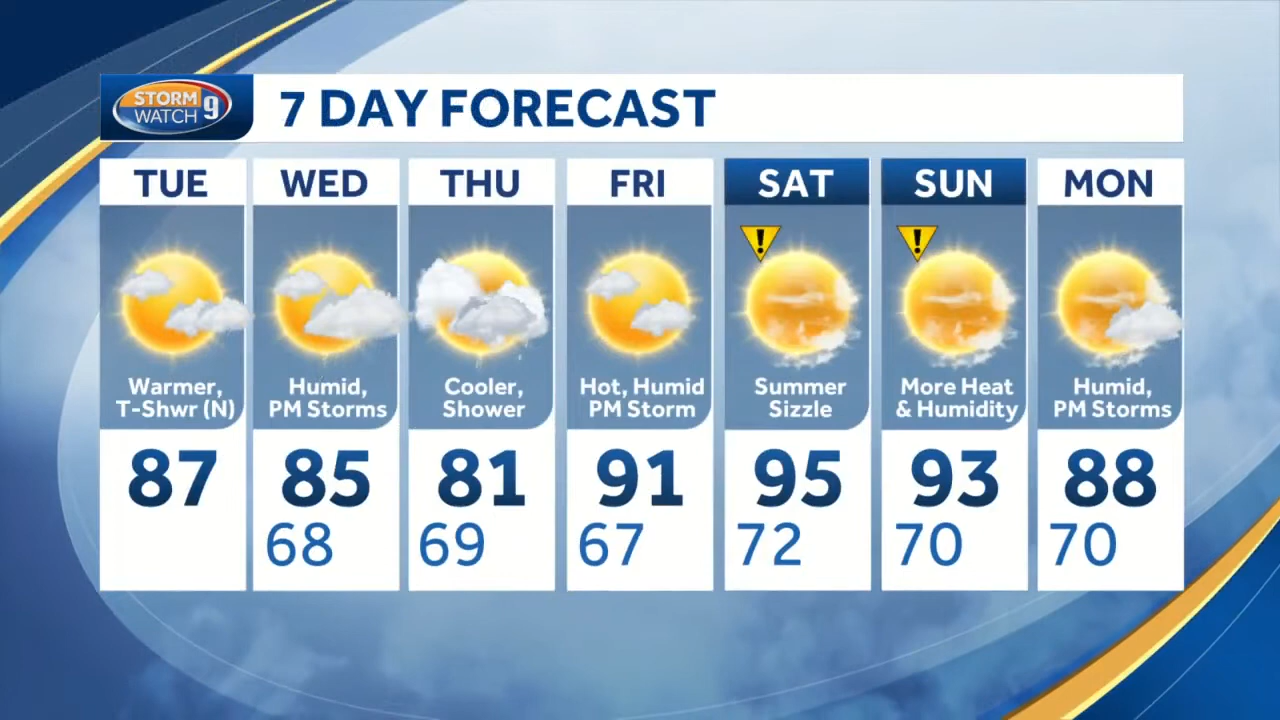 STORM
WATCH 9
7 DAY FORECAST
TUE
Warmer,
T-Shwr (N)
87
WED
Humid,
PM Storms
85
68
THU
Cooler,
Shower
81
69
FRI
Hot, Humid
PM Storm
91
67
SAT
!
Summer
Sizzle
95
72
SUN
!
More Heat
& Humidity
93
70
MON
Humid,
PM Storms
88
70